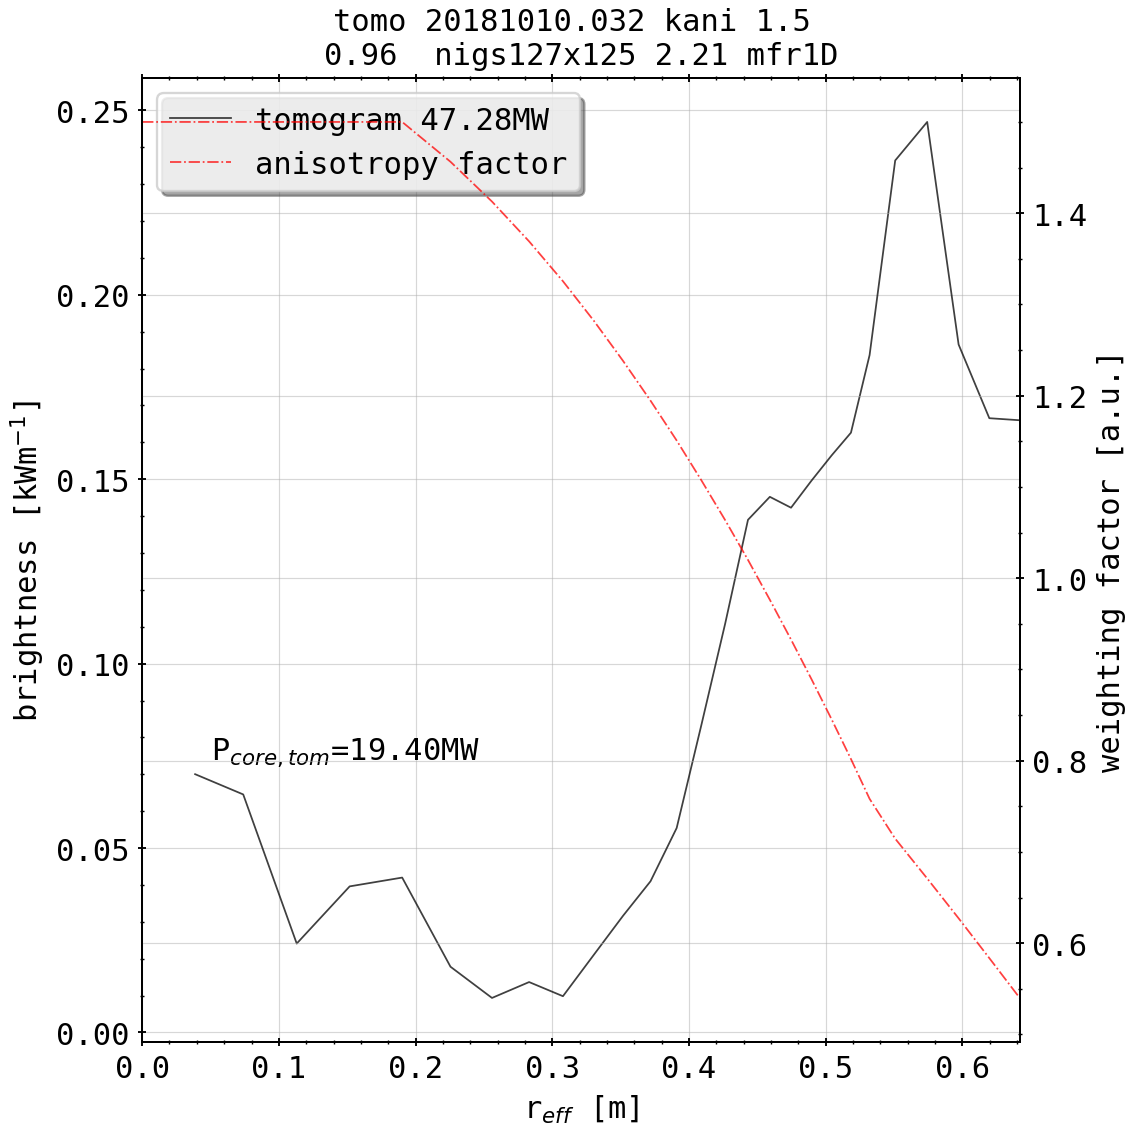 tomo 20181010.032 kani 1.5
0.96  nigs127x125 2.21 mfr1D
tomogram 47.28MW
anisotropy factor
brightness [kWm⁻¹]
0.25
0.20
0.15
0.10
0.05
0.00
P_core,tom=19.40MW
1.4
1.2
1.0
0.8
0.6
weighting factor [a.u.]
0.0 0.1 0.2 0.3 0.4 0.5 0.6
r_eff [m]